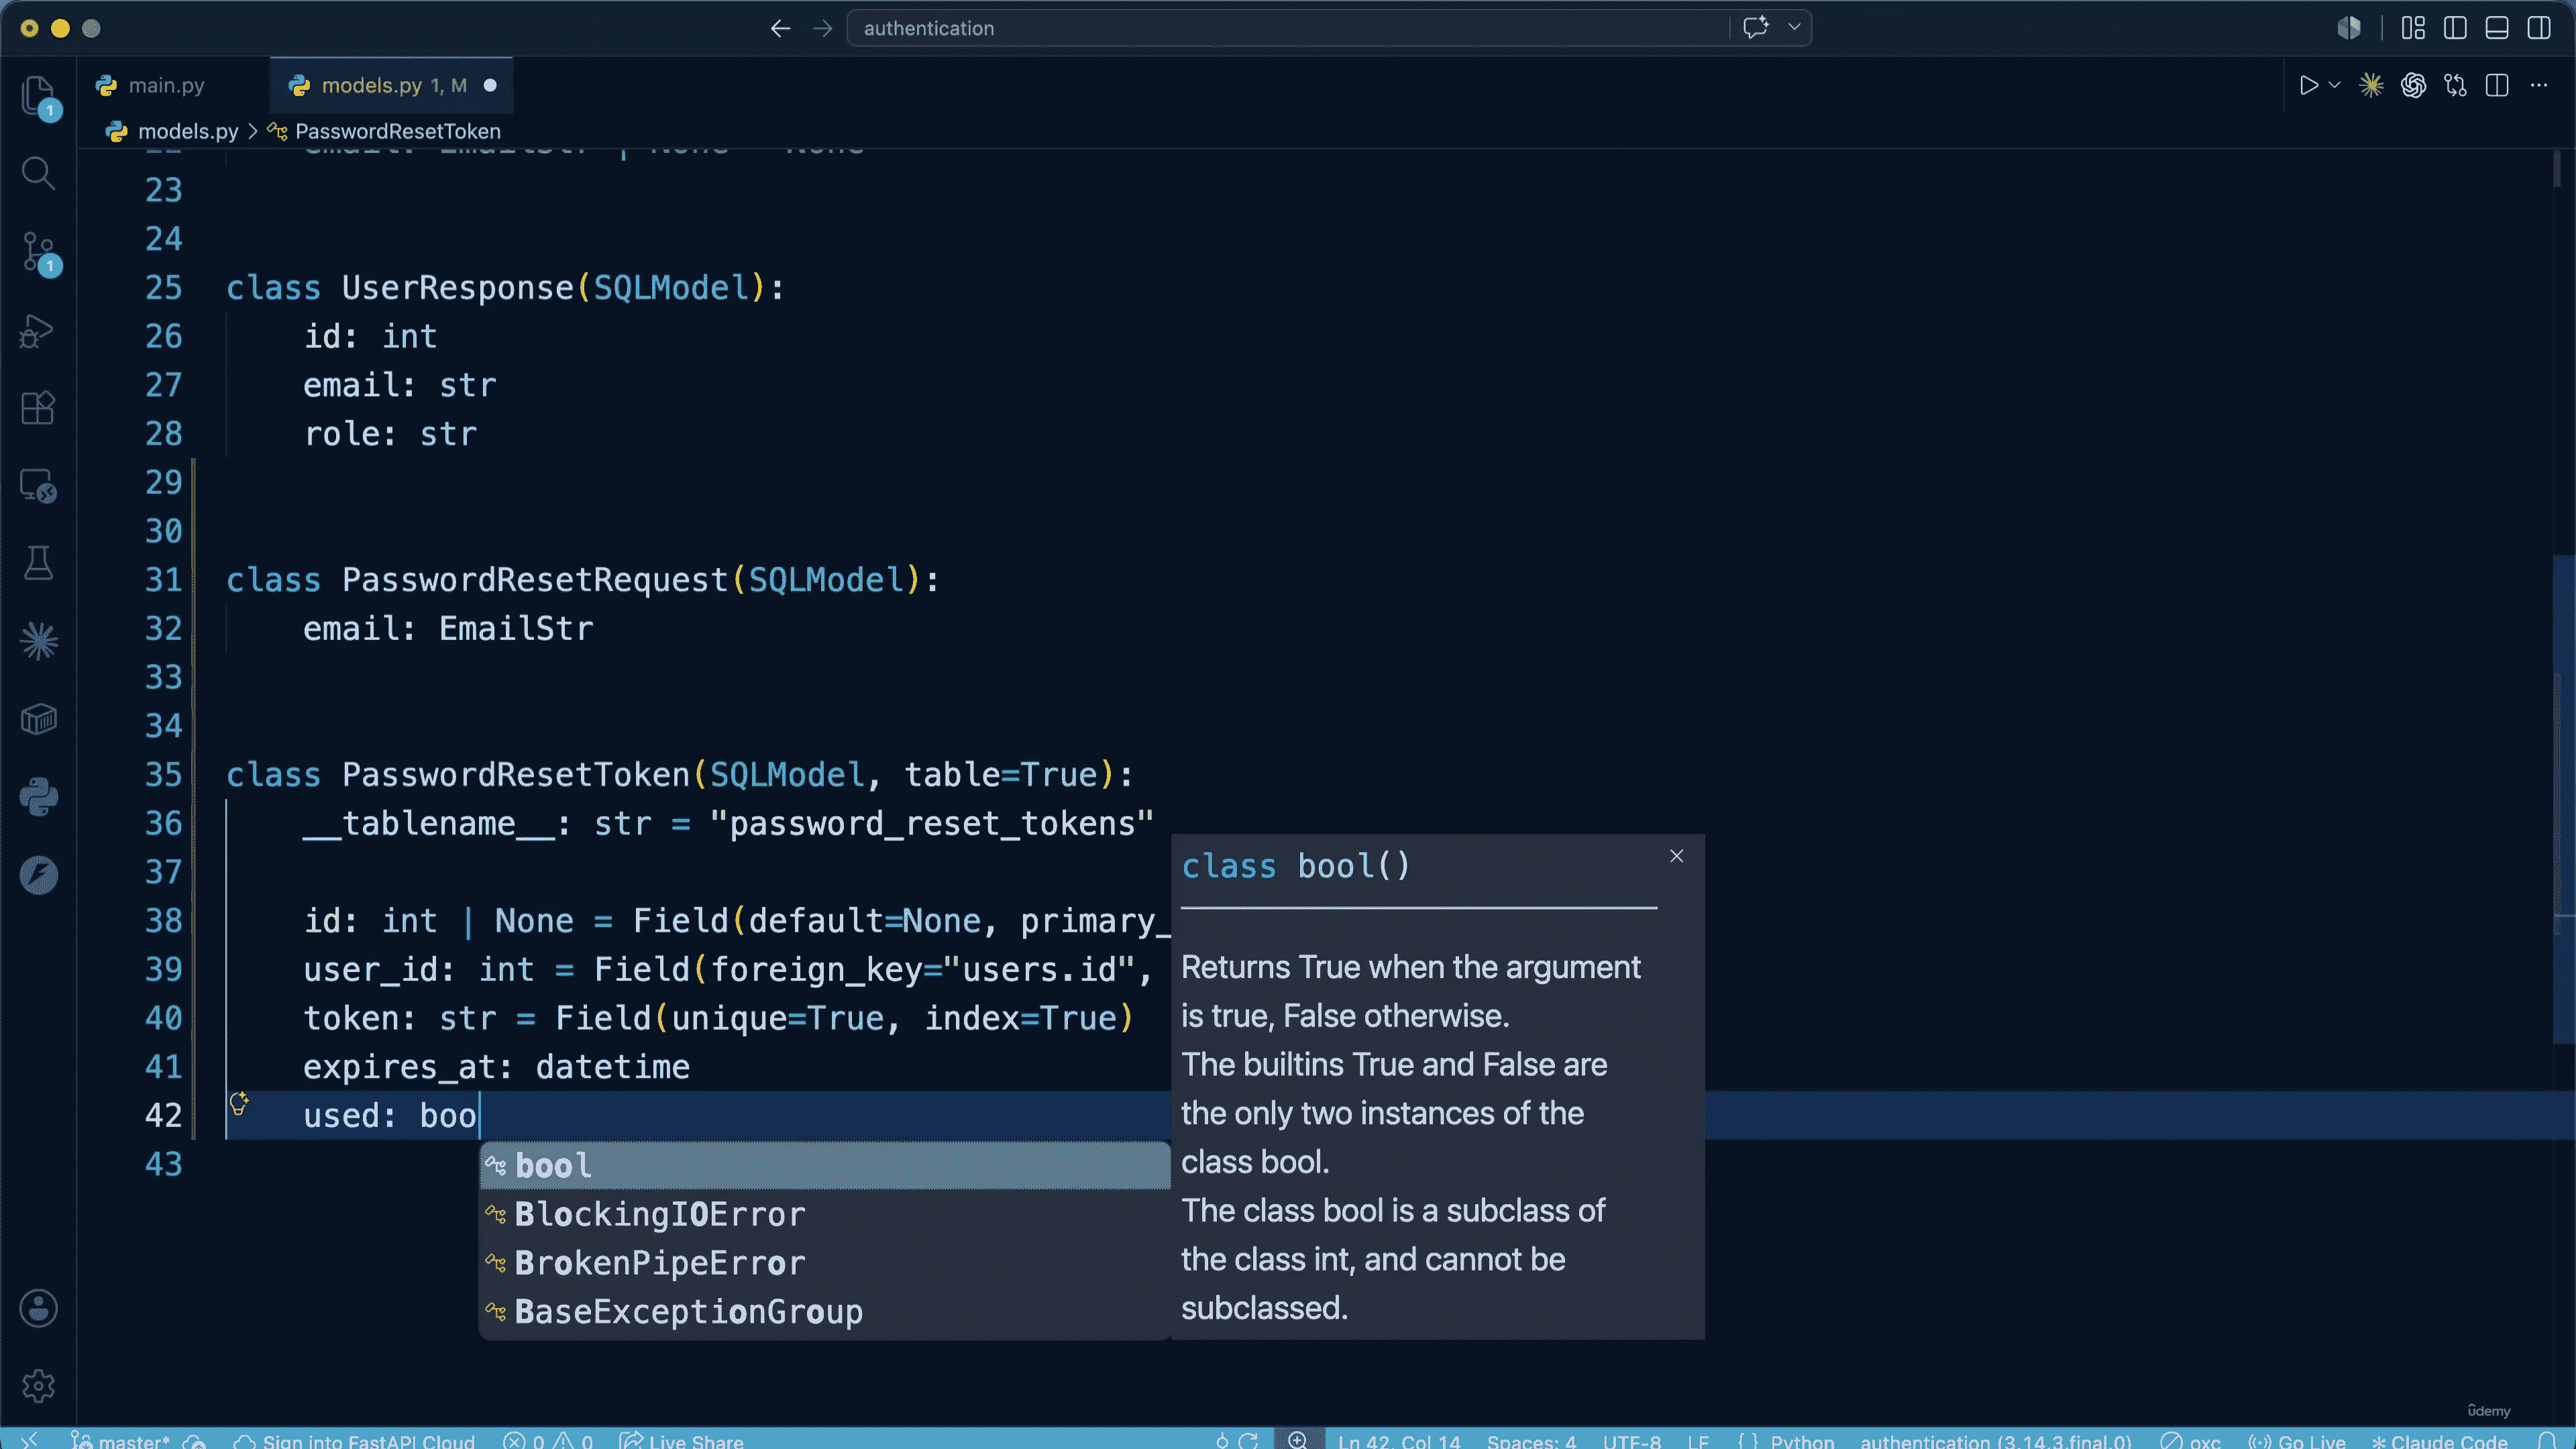 authentication
main.py
models.py 1, M
models.py > PasswordResetToken
23
24
25 class UserResponse(SQLModel):
26 id: int
27 email: str
28 role: str
29
30
31 class PasswordResetRequest(SQLModel):
32 email: EmailStr
33
34
35 class PasswordResetToken(SQLModel, table=True):
36 __tablename__: str = "password_reset_tokens"
37
38 id: int | None = Field(default=None, primary_
39 user_id: int = Field(foreign_key="users.id",
40 token: str = Field(unique=True, index=True)
41 expires_at: datetime
42 used: boo
43
bool
BlockingIOError
BrokenPipeError
BaseExceptionGroup
class bool()
Returns True when the argument
is true, False otherwise.
The builtins True and False are
the only two instances of the
class bool.
The class bool is a subclass of
the class int, and cannot be
subclassed.
1
1
ûdemy
master* Sign into FastAPI Cloud 0 0 Live Share Ln 42, Col 14 Spaces: 4 UTF-8 LF {} Python authentication (3.14.3.final.0) oxc Go Live Claude Code